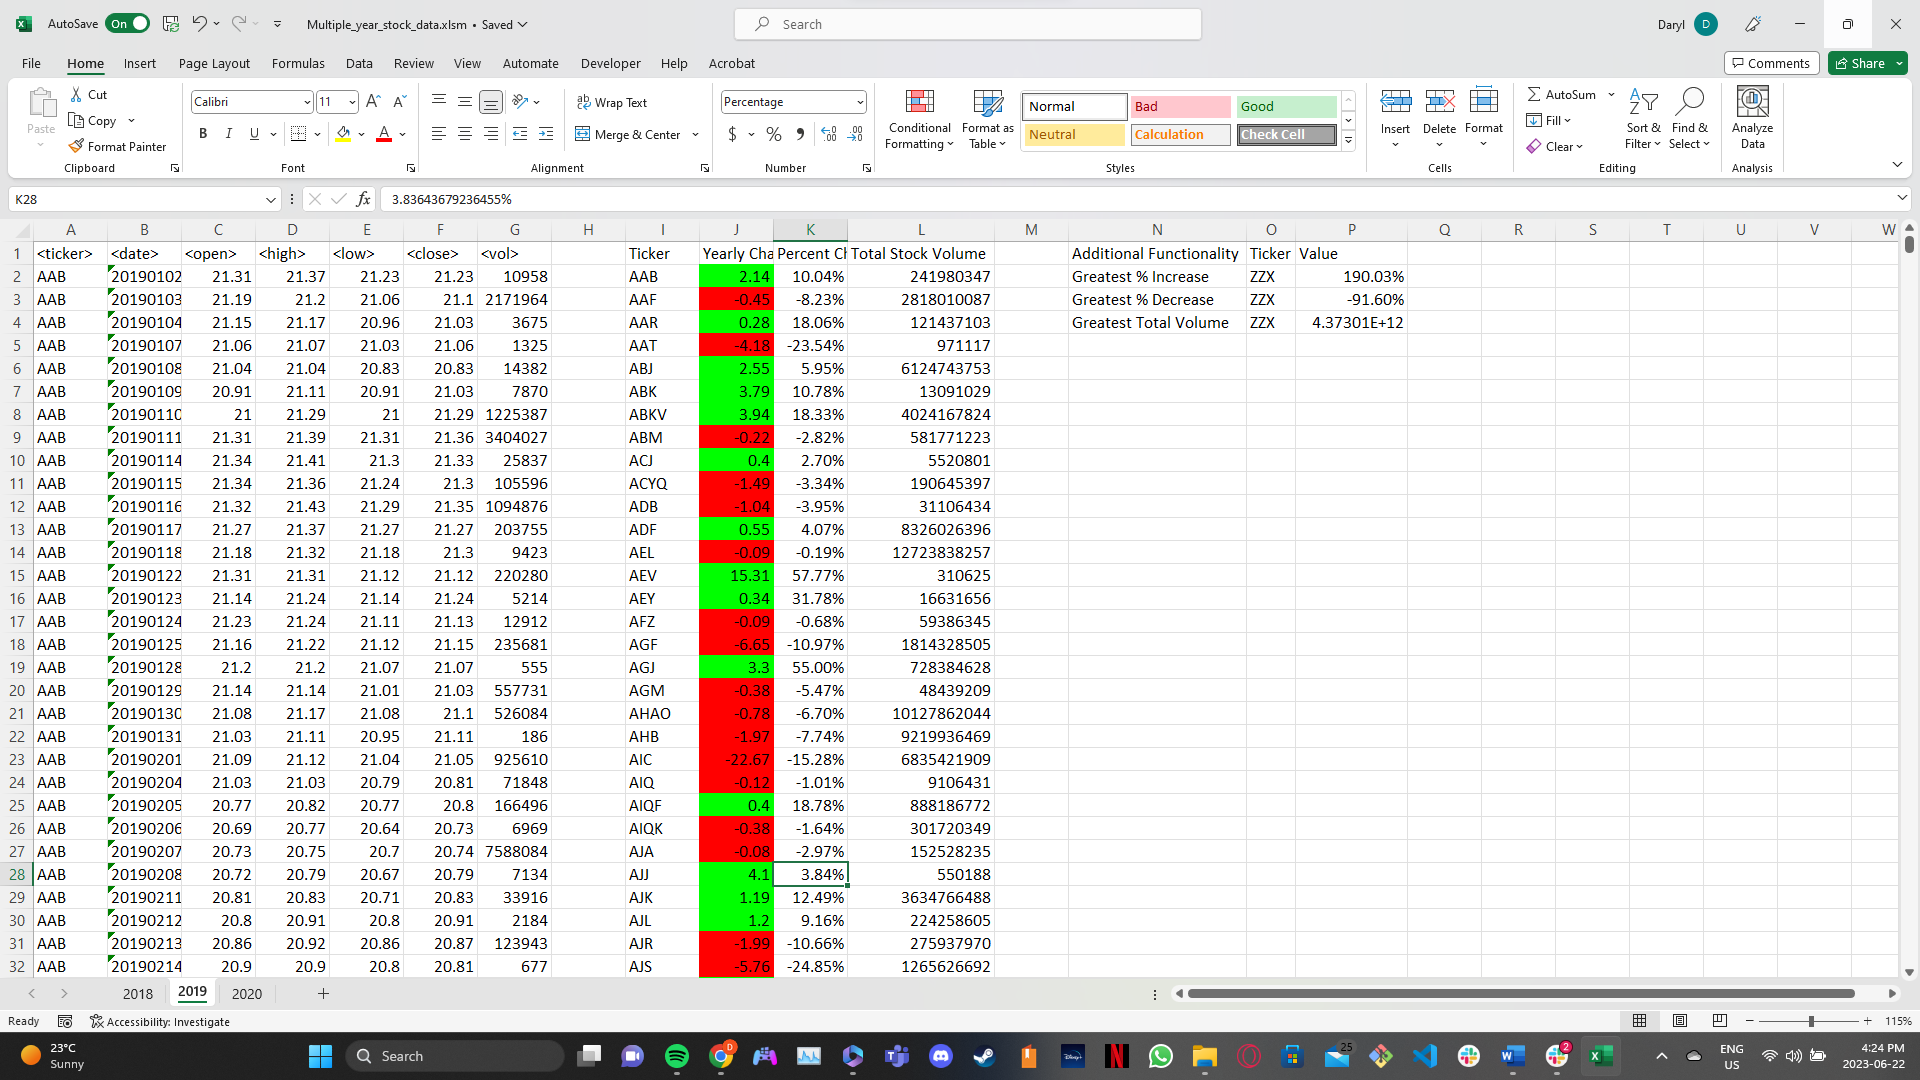 AutoSave On Multiple_year_stock_data.xlsm • Saved Search Daryl D
File Home Insert Page Layout Formulas Data Review View Automate Developer Help Acrobat Comments Share
Paste Cut Copy Format Painter Clipboard
Calibri 11 A A B I U A Font
Wrap Text Merge & Center Alignment
Percentage $ % , Number
Conditional Formatting Format as Table Normal Bad Good Neutral Calculation Check Cell Styles
Insert Delete Format Cells
AutoSum Fill Clear Sort & Filter Find & Select Editing
Analyze Data Analysis
K28 fx 3.83643679236455%
A B C D E F G H I J K L M N O P Q R S T U V W
1 <ticker> <date> <open> <high> <low> <close> <vol> Ticker Yearly Cha Percent Ch Total Stock Volume Additional Functionality Ticker Value
2 AAB 20190102 21.31 21.37 21.23 21.23 10958 AAB 2.14 10.04% 241980347 Greatest % Increase ZZX 190.03%
3 AAB 20190103 21.19 21.2 21.06 21.1 2171964 AAF -0.45 -8.23% 2818010087 Greatest % Decrease ZZX -91.60%
4 AAB 20190104 21.15 21.17 20.96 21.03 3675 AAR 0.28 18.06% 121437103 Greatest Total Volume ZZX 4.37301E+12
5 AAB 20190107 21.06 21.07 21.03 21.06 1325 AAT -4.18 -23.54% 971117
6 AAB 20190108 21.04 21.04 20.83 20.83 14382 ABJ 2.55 5.95% 6124743753
7 AAB 20190109 20.91 21.11 20.91 21.03 7870 ABK 3.79 10.78% 13091029
8 AAB 20190110 21 21.29 21 21.29 1225387 ABKV 3.94 18.33% 4024167824
9 AAB 20190111 21.31 21.39 21.31 21.36 3404027 ABM -0.22 -2.82% 581771223
10 AAB 20190114 21.34 21.41 21.3 21.33 25837 ACJ 0.4 2.70% 5520801
11 AAB 20190115 21.34 21.36 21.24 21.3 105596 ACYQ -1.49 -3.34% 190645397
12 AAB 20190116 21.32 21.43 21.29 21.35 1094876 ADB -1.04 -3.95% 31106434
13 AAB 20190117 21.27 21.37 21.27 21.27 203755 ADF 0.55 4.07% 8326026396
14 AAB 20190118 21.18 21.32 21.18 21.3 9423 AEL -0.09 -0.19% 12723838257
15 AAB 20190122 21.31 21.31 21.12 21.12 220280 AEV 15.31 57.77% 310625
16 AAB 20190123 21.14 21.24 21.14 21.24 5214 AEY 0.34 31.78% 16631656
17 AAB 20190124 21.23 21.24 21.11 21.13 12912 AFZ -0.09 -0.68% 59386345
18 AAB 20190125 21.16 21.22 21.12 21.15 235681 AGF -6.65 -10.97% 1814328505
19 AAB 20190128 21.2 21.2 21.07 21.07 555 AGJ 3.3 55.00% 728384628
20 AAB 20190129 21.14 21.14 21.01 21.03 557731 AGM -0.38 -5.47% 48439209
21 AAB 20190130 21.08 21.17 21.08 21.1 526084 AHAO -0.78 -6.70% 10127862044
22 AAB 20190131 21.03 21.11 20.95 21.11 186 AHB -1.97 -7.74% 9219936469
23 AAB 20190201 21.09 21.12 21.04 21.05 925610 AIC -22.67 -15.28% 6835421909
24 AAB 20190204 21.03 21.03 20.79 20.81 71848 AIQ -0.12 -1.01% 9106431
25 AAB 20190205 20.77 20.82 20.77 20.8 166496 AIQF 0.4 18.78% 888186772
26 AAB 20190206 20.69 20.77 20.64 20.73 6969 AIQK -0.38 -1.64% 301720349
27 AAB 20190207 20.73 20.75 20.7 20.74 7588084 AJA -0.08 -2.97% 152528235
28 AAB 20190208 20.72 20.79 20.67 20.79 7134 AJJ 4.1 3.84% 550188
29 AAB 20190211 20.81 20.83 20.71 20.83 33916 AJK 1.19 12.49% 3634766488
30 AAB 20190212 20.8 20.91 20.8 20.91 2184 AJL 1.2 9.16% 224258605
31 AAB 20190213 20.86 20.92 20.86 20.87 123943 AJR -1.99 -10.66% 275937970
32 AAB 20190214 20.9 20.9 20.8 20.81 677 AJS -5.76 -24.85% 1265626692
2018 2019 2020
Ready Accessibility: Investigate 115%
23°C Sunny Search 25 2 ENG US 4:24 PM 2023-06-22